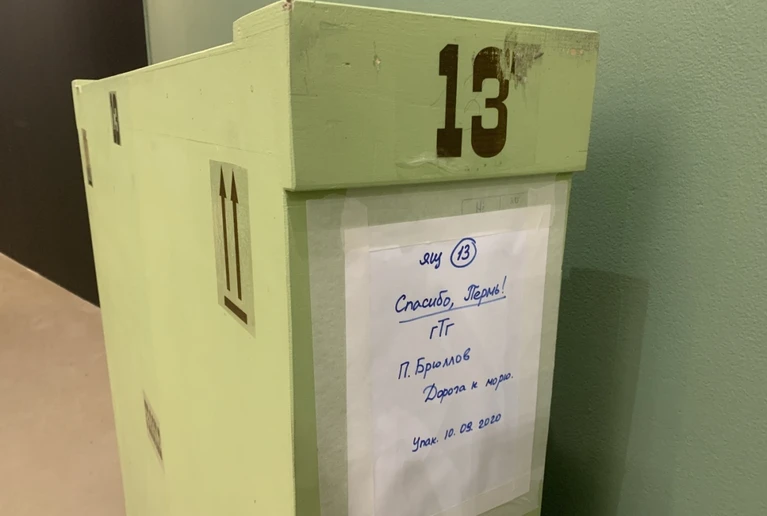 13
ящ 13
Спасибо, Пермь!
гТг
П. Брюллов
Дорога к морю.
Упак. 10.09.2020